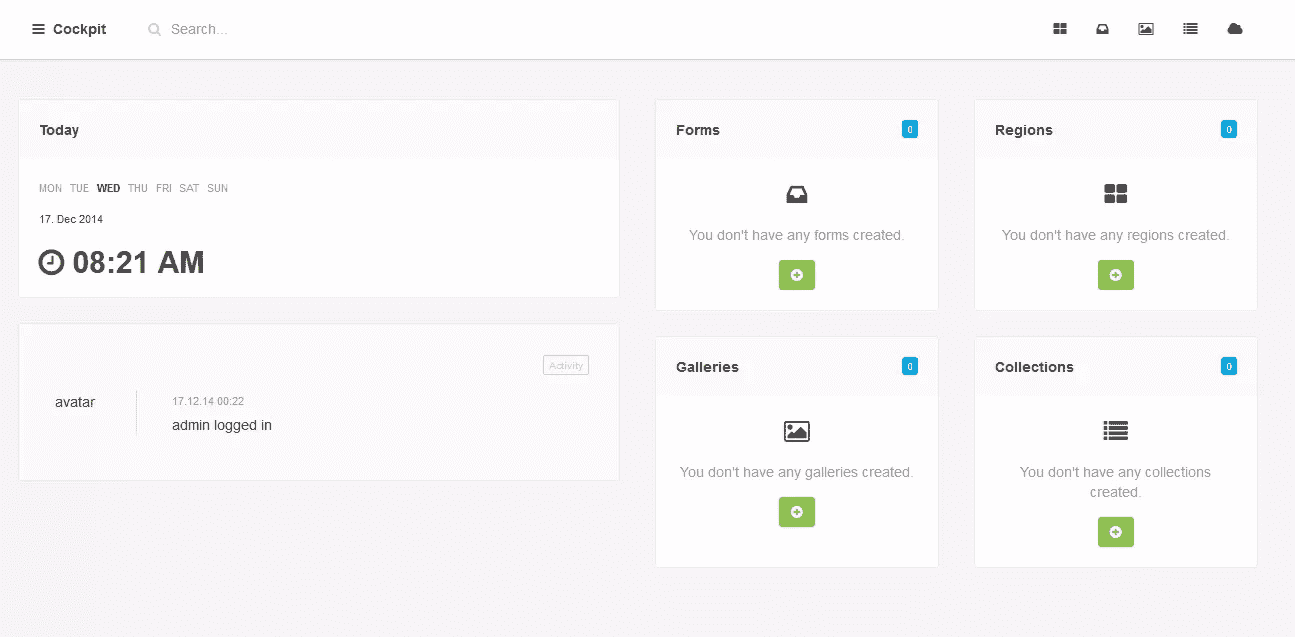 Cockpit Search...
Today
MON TUE WED THU FRI SAT SUN
17. Dec 2014
08:21 AM
Activity
avatar
17.12.14 00:22
admin logged in
Forms 0
You don't have any forms created.
Regions 0
You don't have any regions created.
Galleries 0
You don't have any galleries created.
Collections 0
You don't have any collections
created.